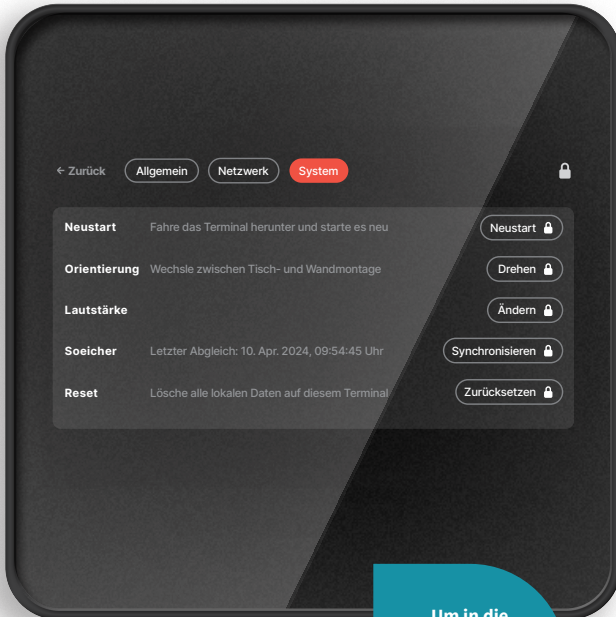 ← Zurück Allgemein Netzwerk System
Neustart Fahre das Terminal herunter und starte es neu Neustart
Orientierung Wechsle zwischen Tisch- und Wandmontage Drehen
Lautstärke Ändern
Soeicher Letzter Abgleich: 10. Apr. 2024, 09:54:45 Uhr Synchronisieren
Reset Lösche alle lokalen Daten auf diesem Terminal Zurücksetzen
Um in die